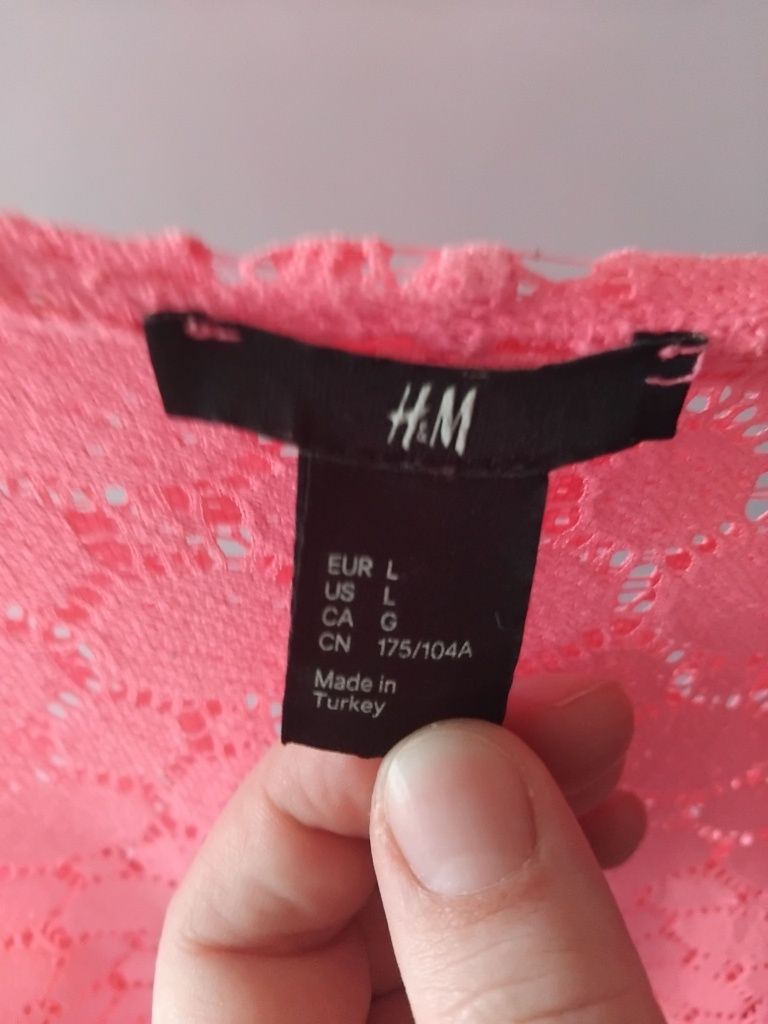 H&M
EUR L
US L
CA G
CN 175/104A
Made in
Turkey